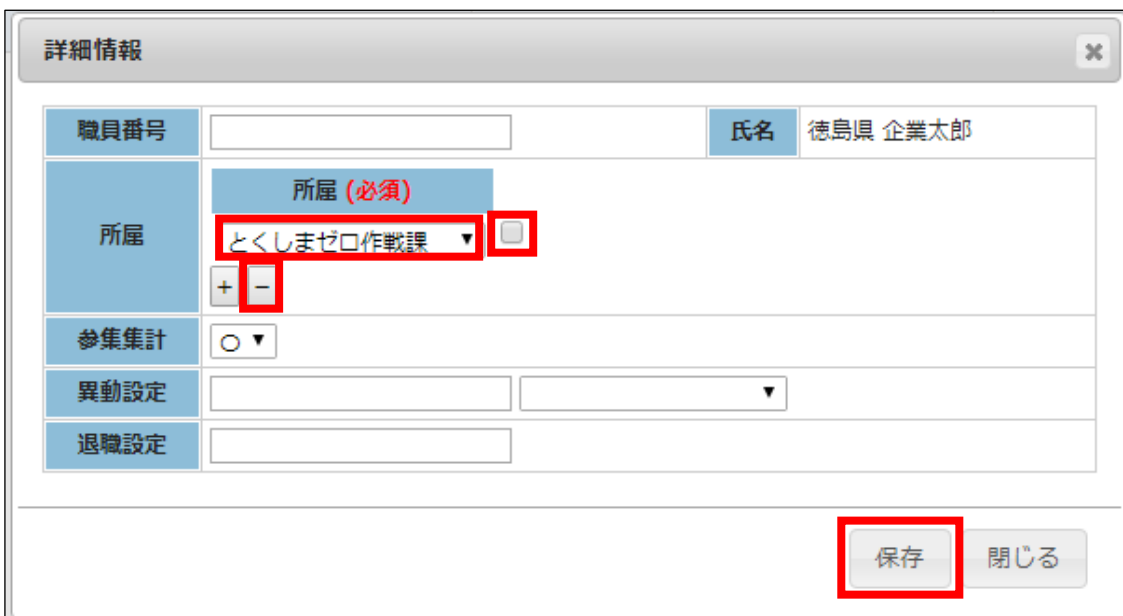 詳細情報
職員番号 氏名 徳島県 企業太郎
所属 (必須)
所属 とくしまゼロ作戦課
+ -
参集集計 ○
異動設定
退職設定
保存 閉じる